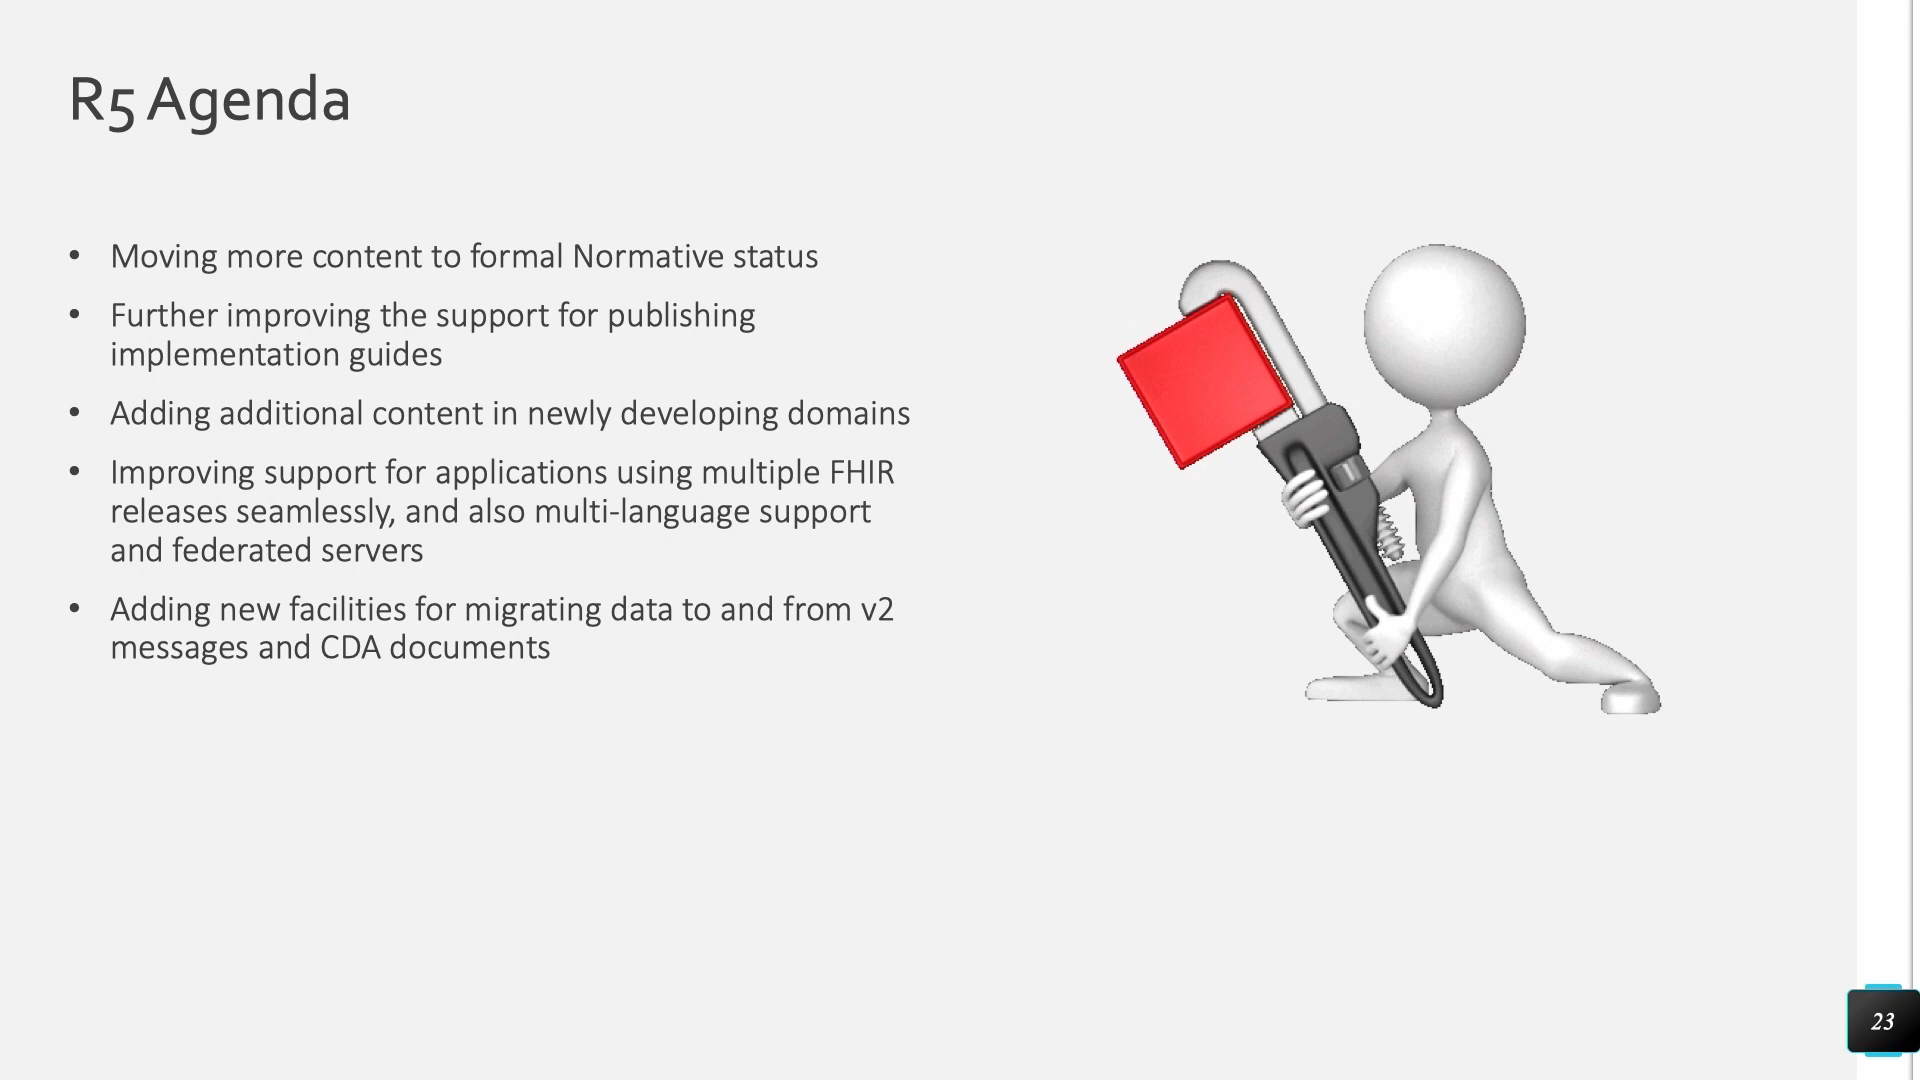 R5 Agenda
• Moving more content to formal Normative status
• Further improving the support for publishing
implementation guides
• Adding additional content in newly developing domains
• Improving support for applications using multiple FHIR
releases seamlessly, and also multi-language support
and federated servers
• Adding new facilities for migrating data to and from v2
messages and CDA documents
23